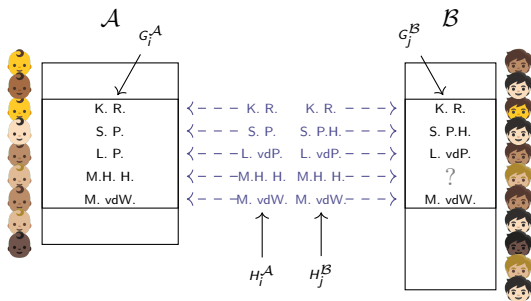 𝒜 ℬ
G_i^𝒜 G_j^ℬ
K. R. K. R. K. R. K. R.
S. P. S. P. S. P.H. S. P.H.
L. P. L. vdP. L. vdP. L. vdP.
M.H. H. M.H. H. M.H. H. ?
M. vdW. M. vdW. M. vdW. M. vdW.
H_i^𝒜 H_j^ℬ